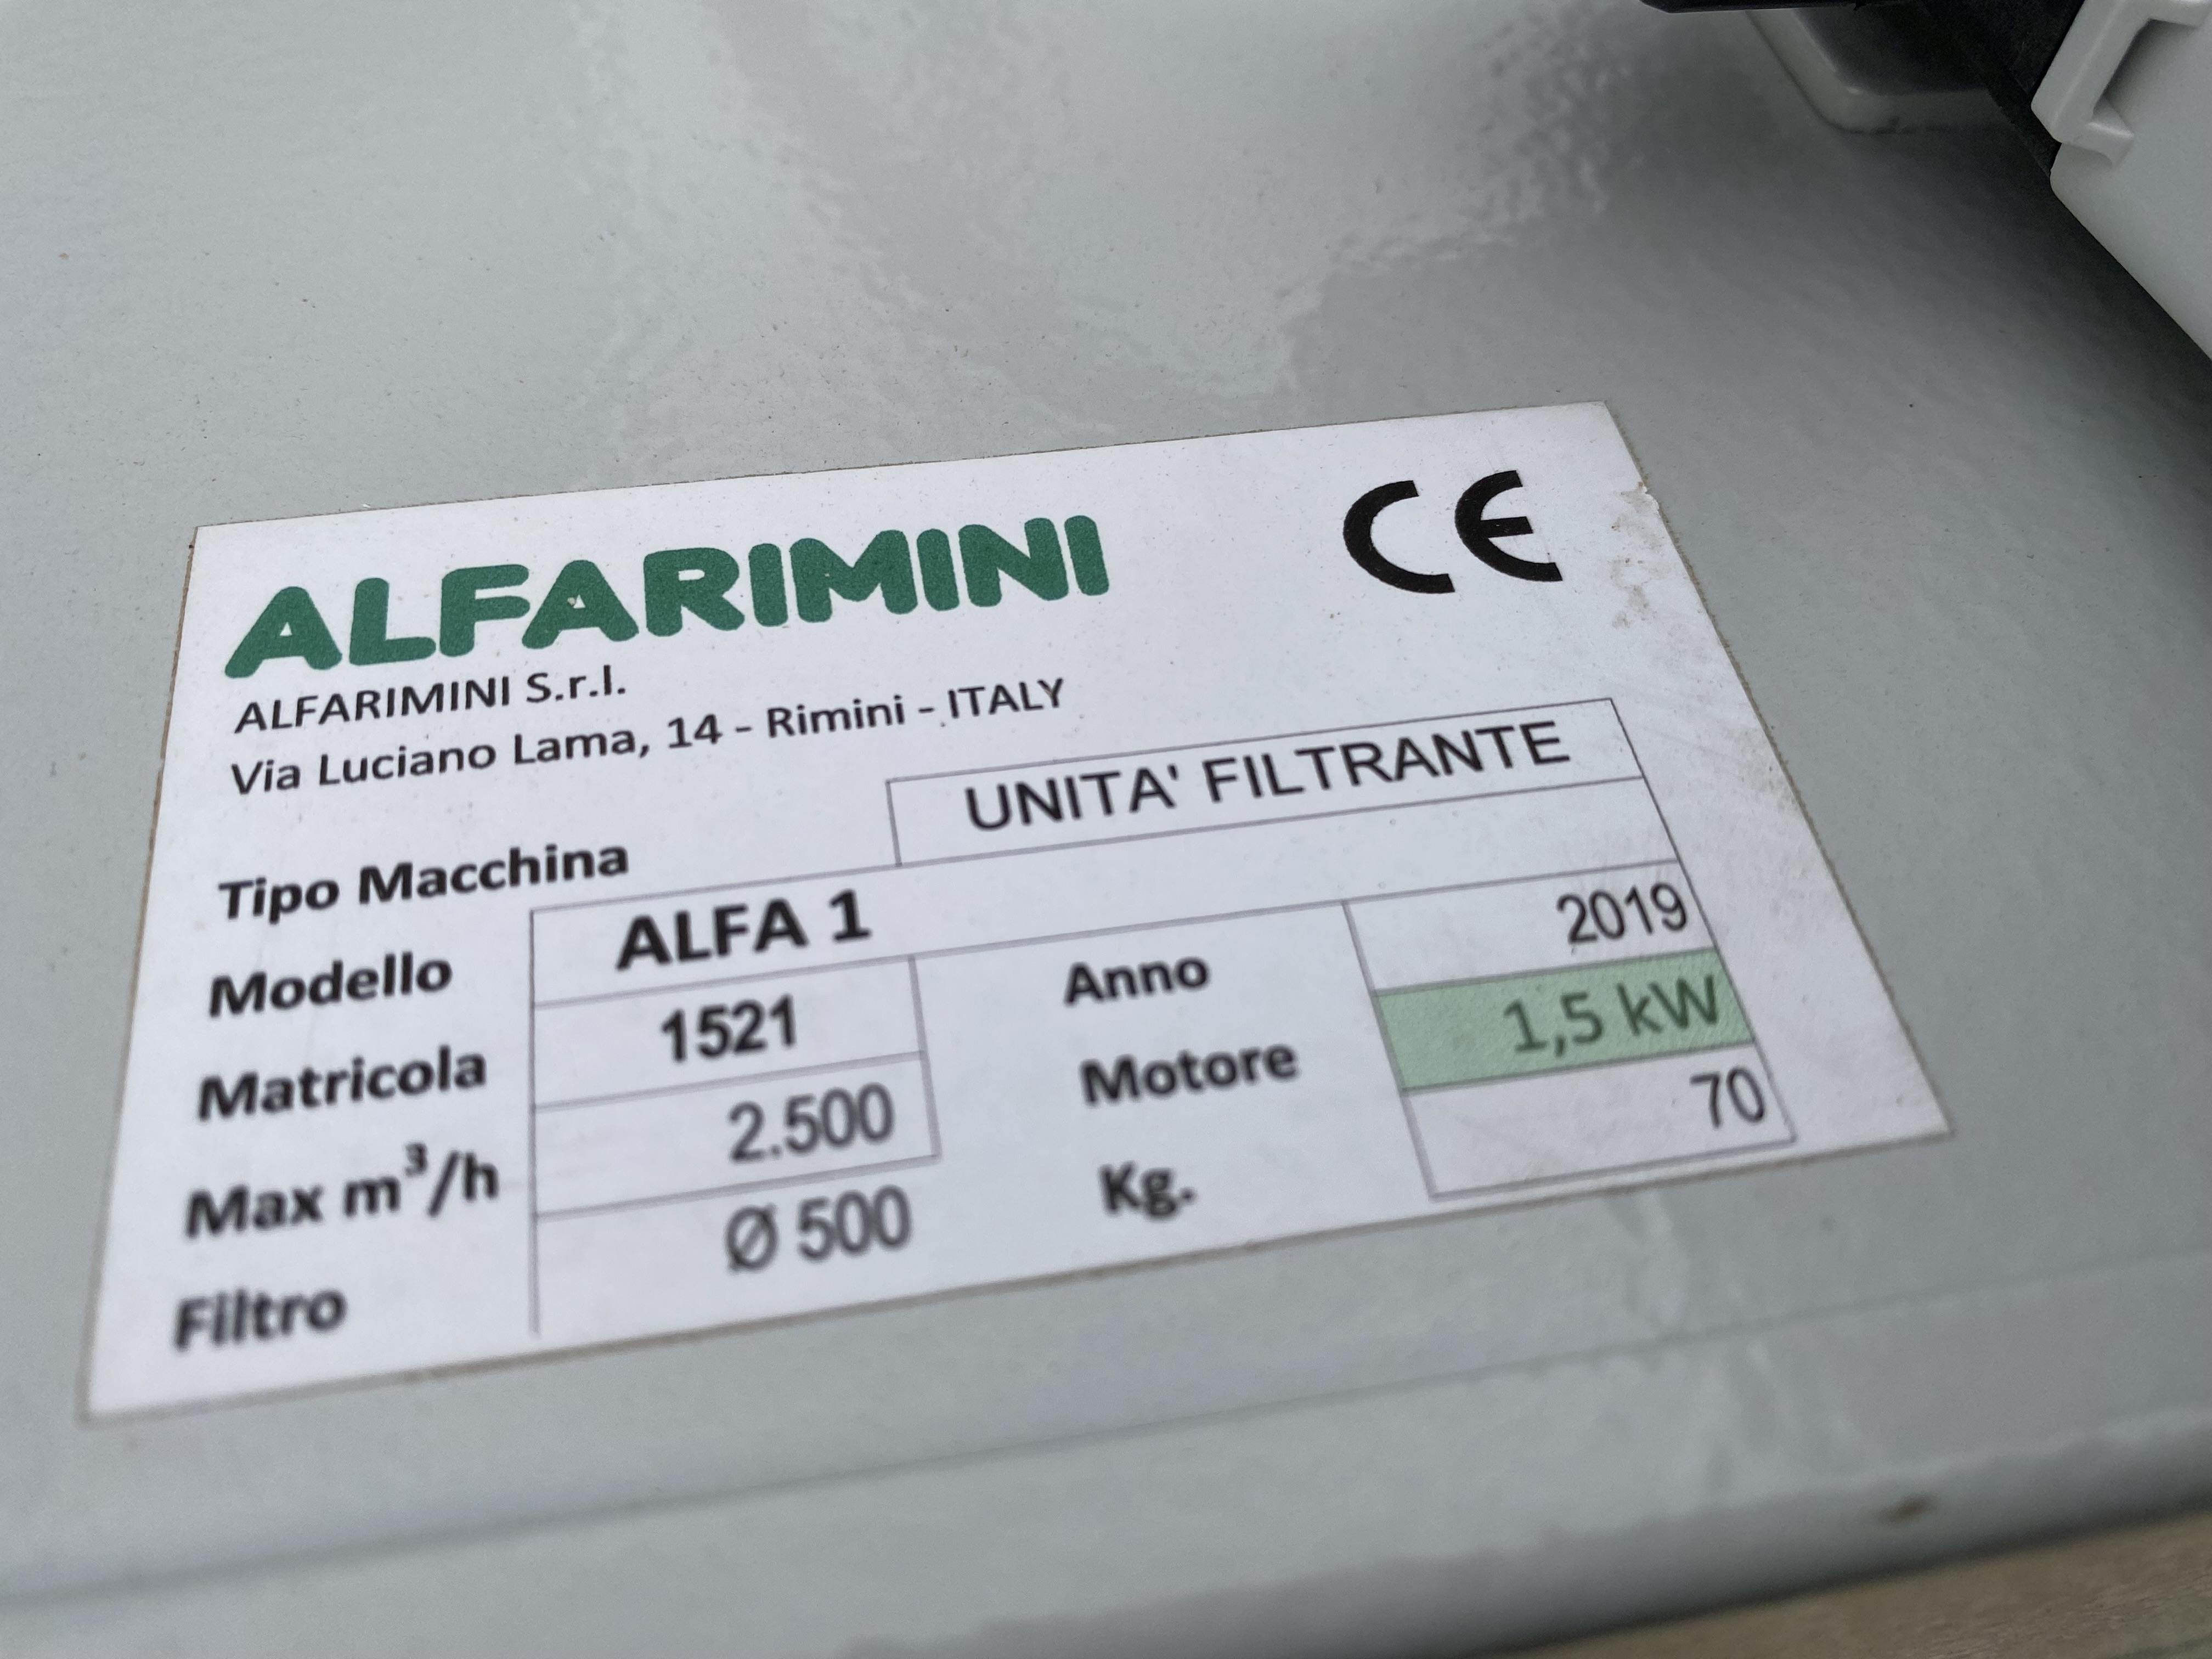 ALFARIMINI
CE
ALFARIMINI S.r.l.
Via Luciano Lama, 14 - Rimini - ITALY
Tipo Macchina UNITA' FILTRANTE
Modello ALFA 1
Matricola 1521 Anno 2019
Max m³/h 2.500 Motore 1,5 kW
Filtro Ø 500 Kg. 70